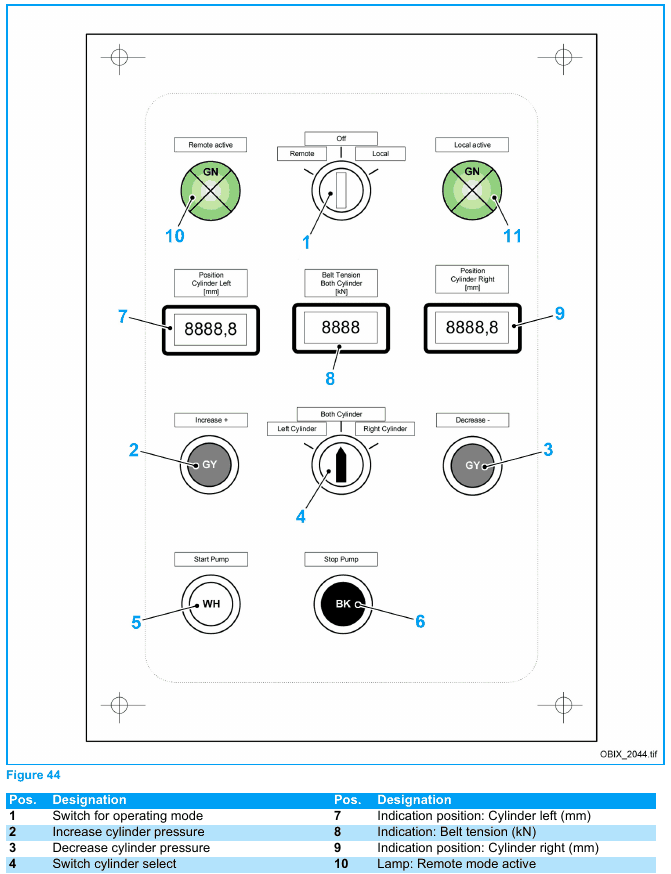 Off
Remote active
Remote
Local
Local active
GN
GN
10
1
11
Position
Cylinder Left
[mm]
Belt Tension
Both Cylinder
[kN]
Position
Cylinder Right
[mm]
7
8888,8
8888
8888,8
9
8
Increase +
Both Cylinder
Left Cylinder
Right Cylinder
Decrease -
2
GY
GY
3
4
Start Pump
Stop Pump
WH
BK
5
6
OBIX_2044.tif
Figure 44
Pos. Designation Pos. Designation
1 Switch for operating mode 7 Indication position: Cylinder left (mm)
2 Increase cylinder pressure 8 Indication: Belt tension (kN)
3 Decrease cylinder pressure 9 Indication position: Cylinder right (mm)
4 Switch cylinder select 10 Lamp: Remote mode active